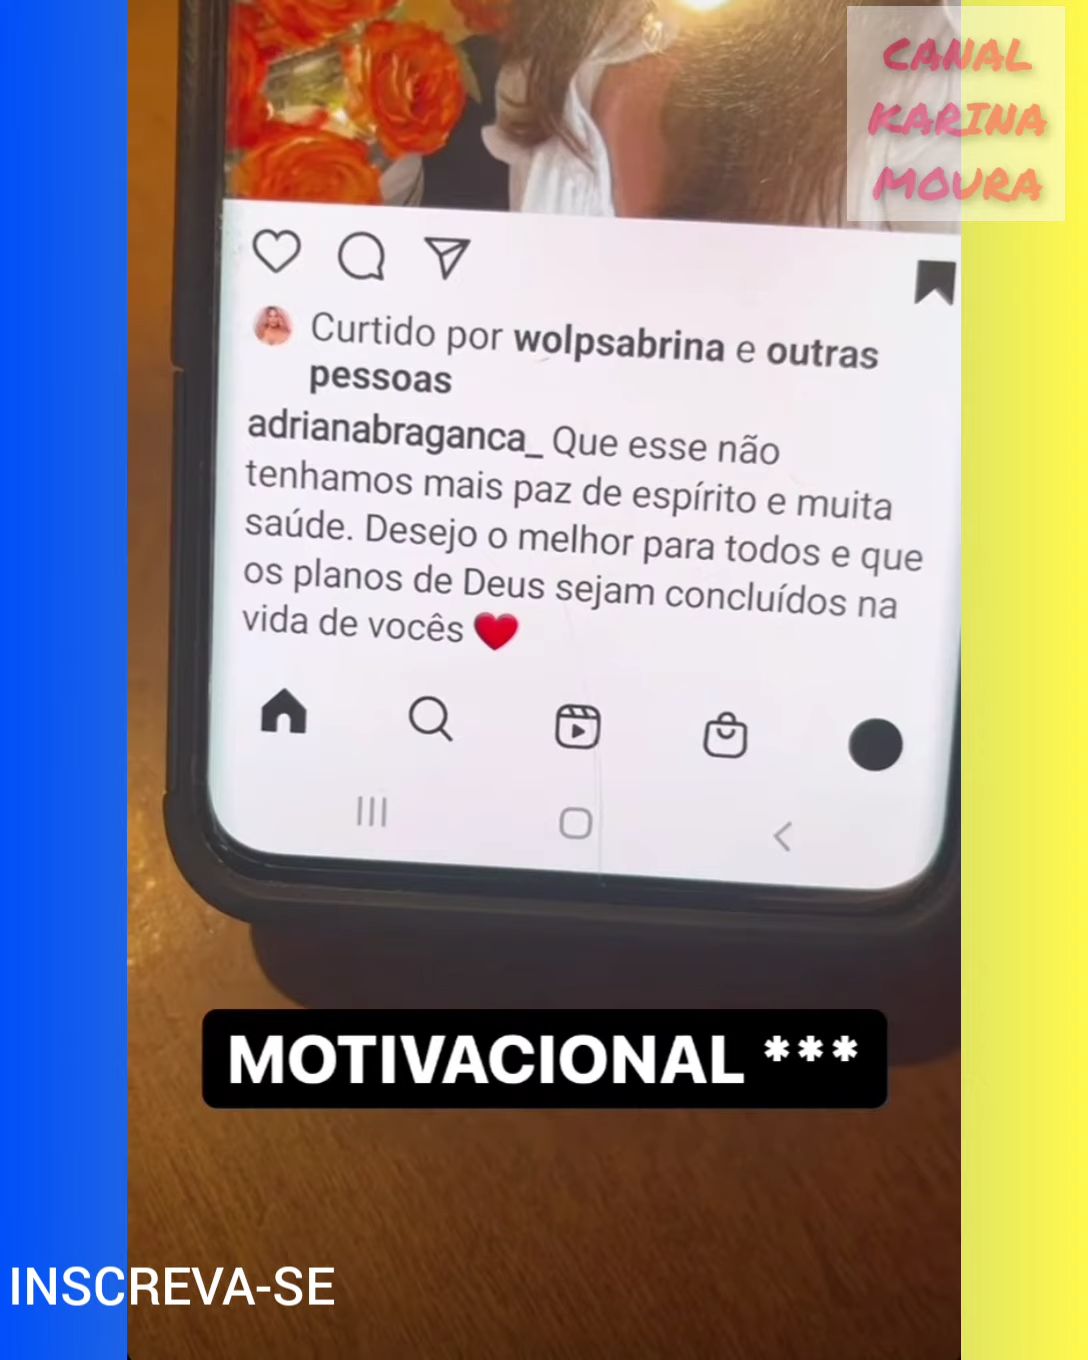 CANAL
KARINA
MOURA
Curtido por wolpsabrina e outras
pessoas
adrianabraganca_ Que esse não
tenhamos mais paz de espírito e muita
saúde. Desejo o melhor para todos e que
os planos de Deus sejam concluídos na
vida de vocês ❤️
MOTIVACIONAL ***
INSCREVA-SE